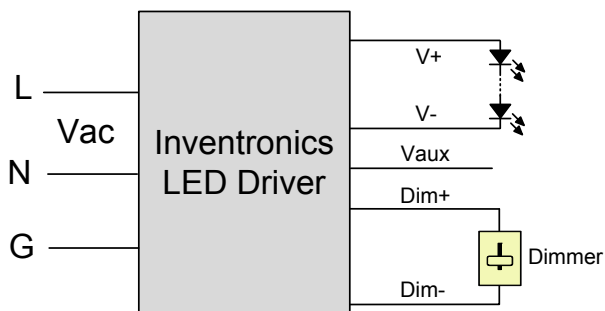 L
Vac
N
G
Inventronics
LED Driver
V+
V-
Vaux
Dim+
Dimmer
Dim-